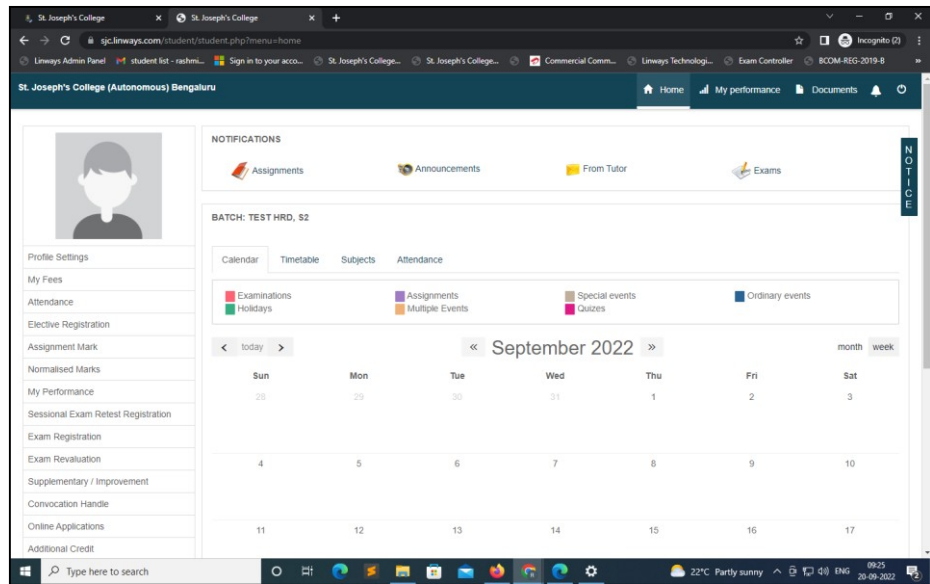 St. Joseph's College
St. Joseph's College
sjc.linways.com/student/student.php?menu=home
Incognito (2)
Linways Admin Panel
student list - rashmi...
Sign in to your acco...
St. Joseph's College...
St. Joseph's College...
Commercial Comm...
Linways Technologi...
Exam Controller
BCOM-REG-2019-B
St. Joseph's College (Autonomous) Bengaluru
Home
My performance
Documents
NOTICE
NOTIFICATIONS
Assignments
Announcements
From Tutor
Exams
BATCH: TEST HRD, S2
Profile Settings
My Fees
Attendance
Elective Registration
Assignment Mark
Normalised Marks
My Performance
Sessional Exam Retest Registration
Exam Registration
Exam Revaluation
Supplementary / Improvement
Convocation Handle
Online Applications
Additional Credit
Calendar Timetable Subjects Attendance
Examinations Assignments Special events Ordinary events
Holidays Multiple Events Quizes
today « September 2022 » month week
Sun Mon Tue Wed Thu Fri Sat
28 29 30 31 1 2 3
4 5 6 7 8 9 10
11 12 13 14 15 16 17
Type here to search
22°C Partly sunny
ENG
09:25
20-09-2022